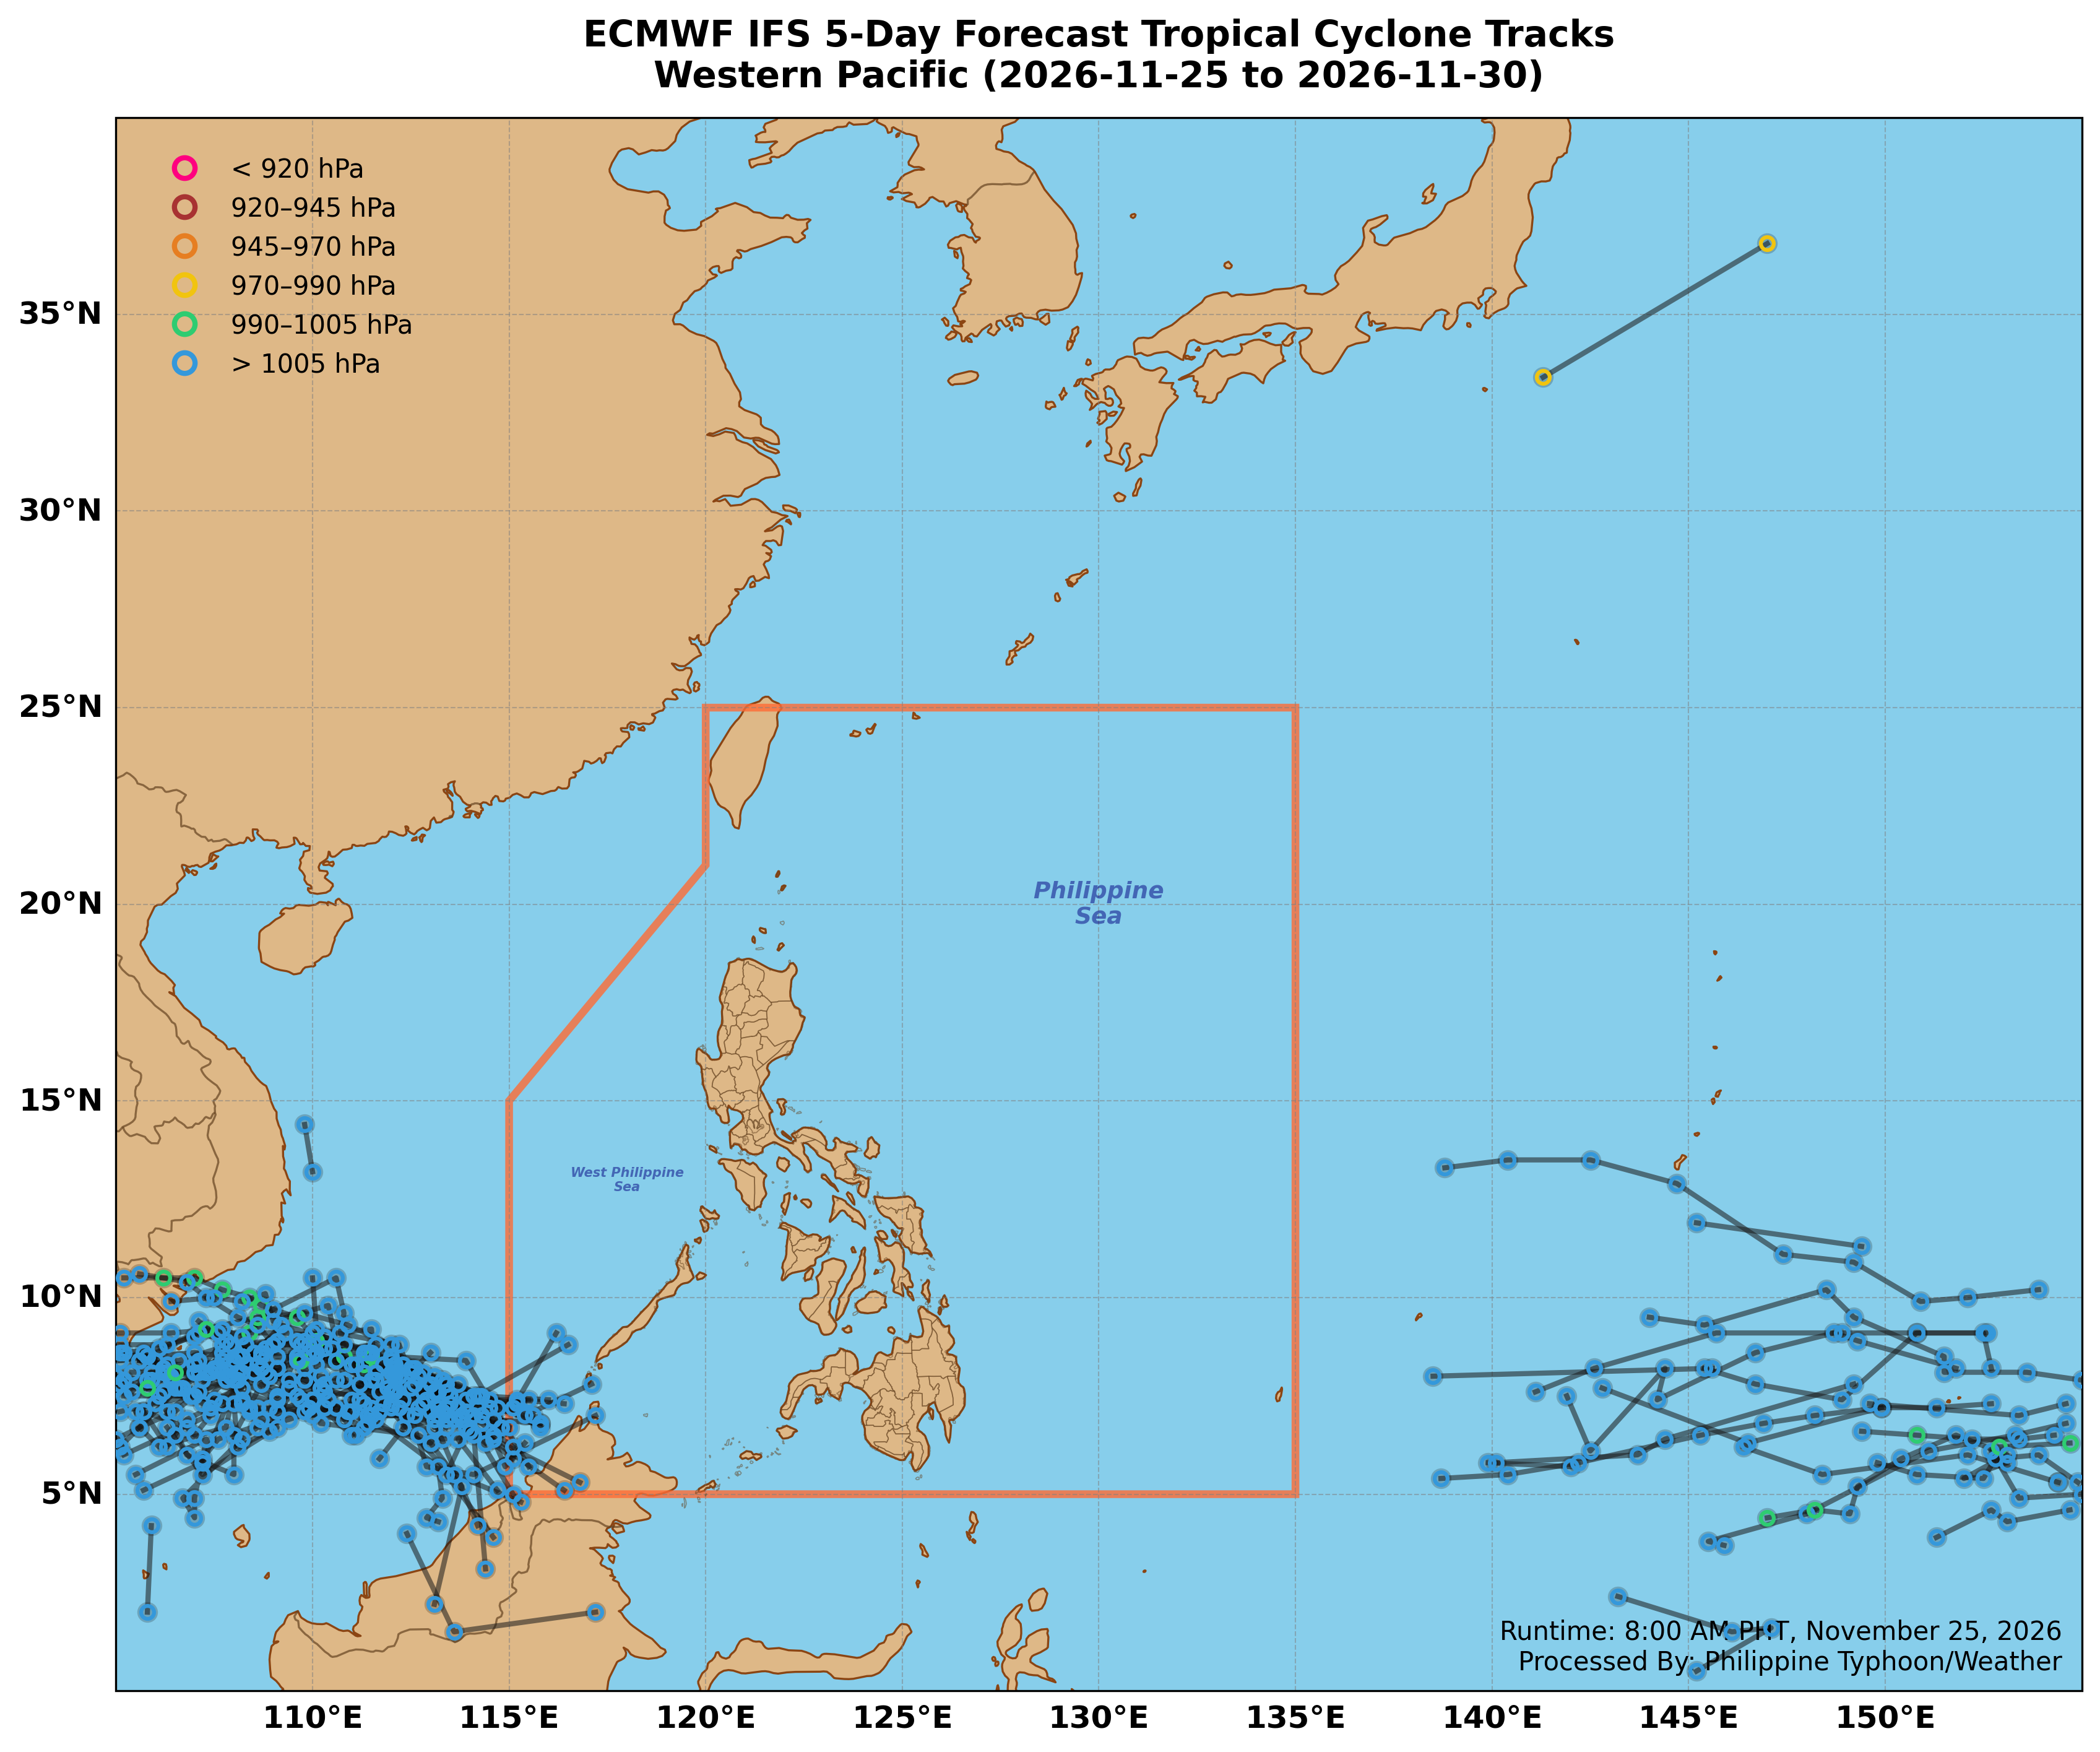 ECMWF IFS 5-Day Forecast Tropical Cyclone Tracks
Western Pacific (2026-11-25 to 2026-11-30)
< 920 hPa
920–945 hPa
945–970 hPa
970–990 hPa
990–1005 hPa
> 1005 hPa
35°N
30°N
25°N
20°N
15°N
10°N
5°N
Philippine
Sea
West Philippine
Sea
Runtime: 8:00 AM PHT, November 25, 2026
Processed By: Philippine Typhoon/Weather
110°E
115°E
120°E
125°E
130°E
135°E
140°E
145°E
150°E